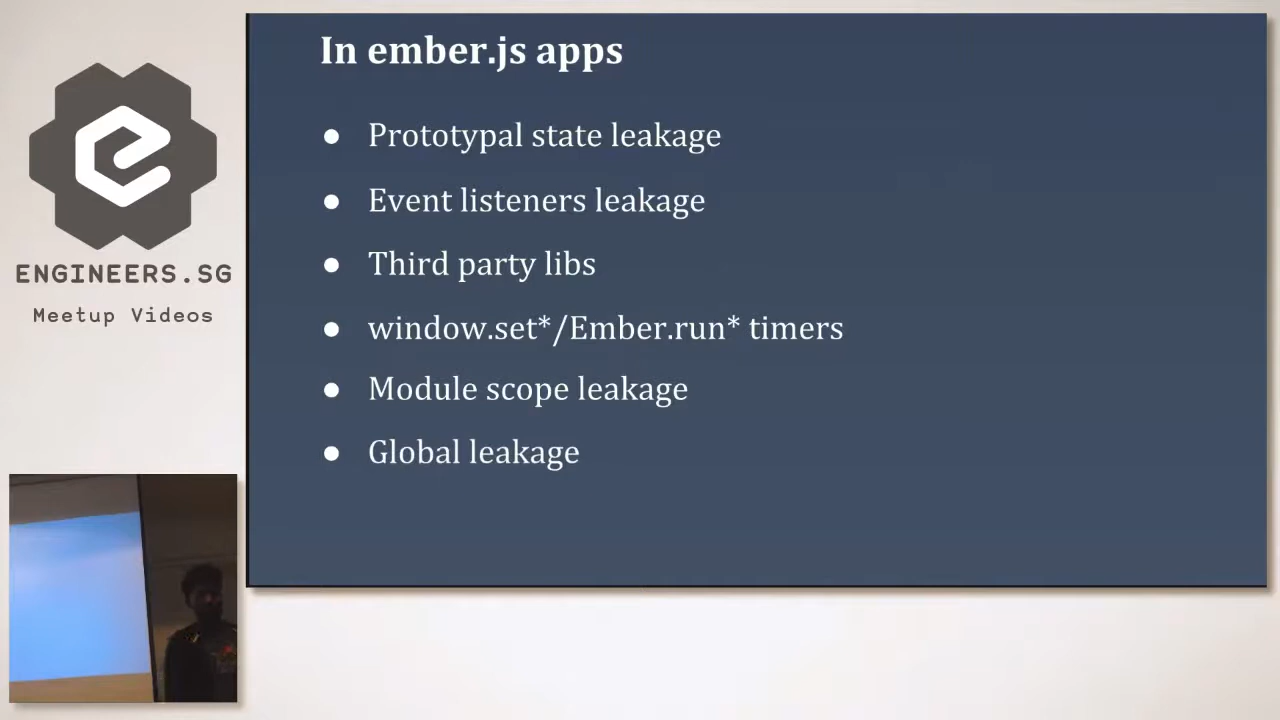 In ember.js apps
● Prototypal state leakage
● Event listeners leakage
● Third party libs
● window.set*/Ember.run* timers
● Module scope leakage
● Global leakage
ENGINEERS.SG
Meetup Videos